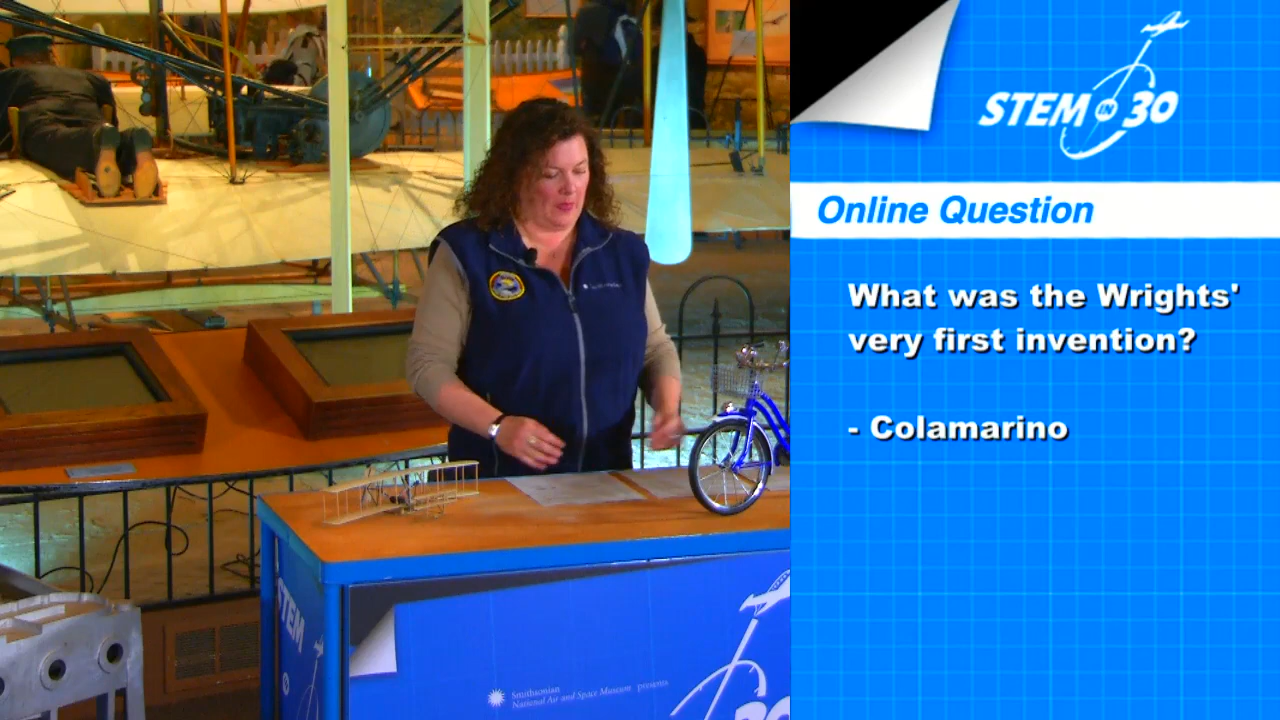 STEM IN 30
Online Question
What was the Wrights'
very first invention?
- Colamarino
STEM
Smithsonian
National Air and Space Museum presents
30